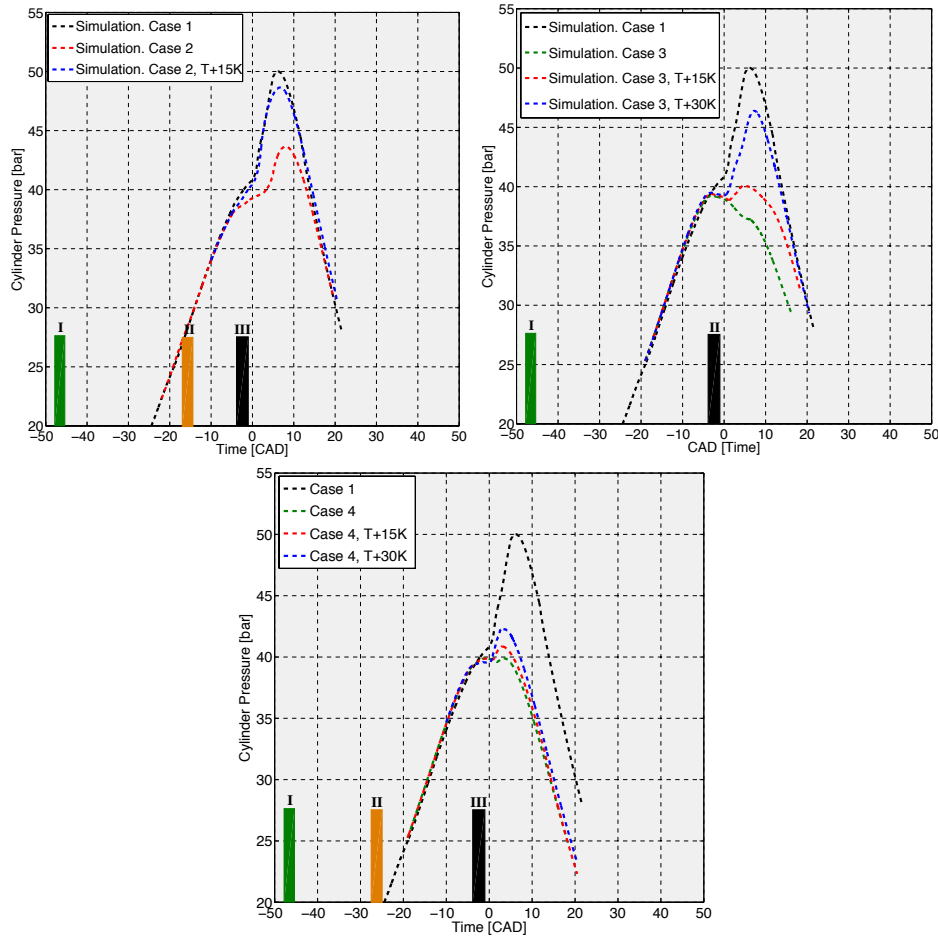 Simulation. Case 1
Simulation. Case 2
Simulation. Case 2, T+15K
55
50
45
40
35
30
25
20
Cylinder Pressure [bar]
I
II
III
−50 −40 −30 −20 −10 0 10 20 30 40 50
Time [CAD]
Simulation. Case 1
Simulation. Case 3
Simulation. Case 3, T+15K
Simulation. Case 3, T+30K
55
50
45
40
35
30
25
20
Cylinder Pressure [bar]
I
II
−50 −40 −30 −20 −10 0 10 20 30 40 50
CAD [Time]
Case 1
Case 4
Case 4, T+15K
Case 4, T+30K
55
50
45
40
35
30
25
20
Cylinder Pressure [bar]
I
II
III
−50 −40 −30 −20 −10 0 10 20 30 40 50
Time [CAD]